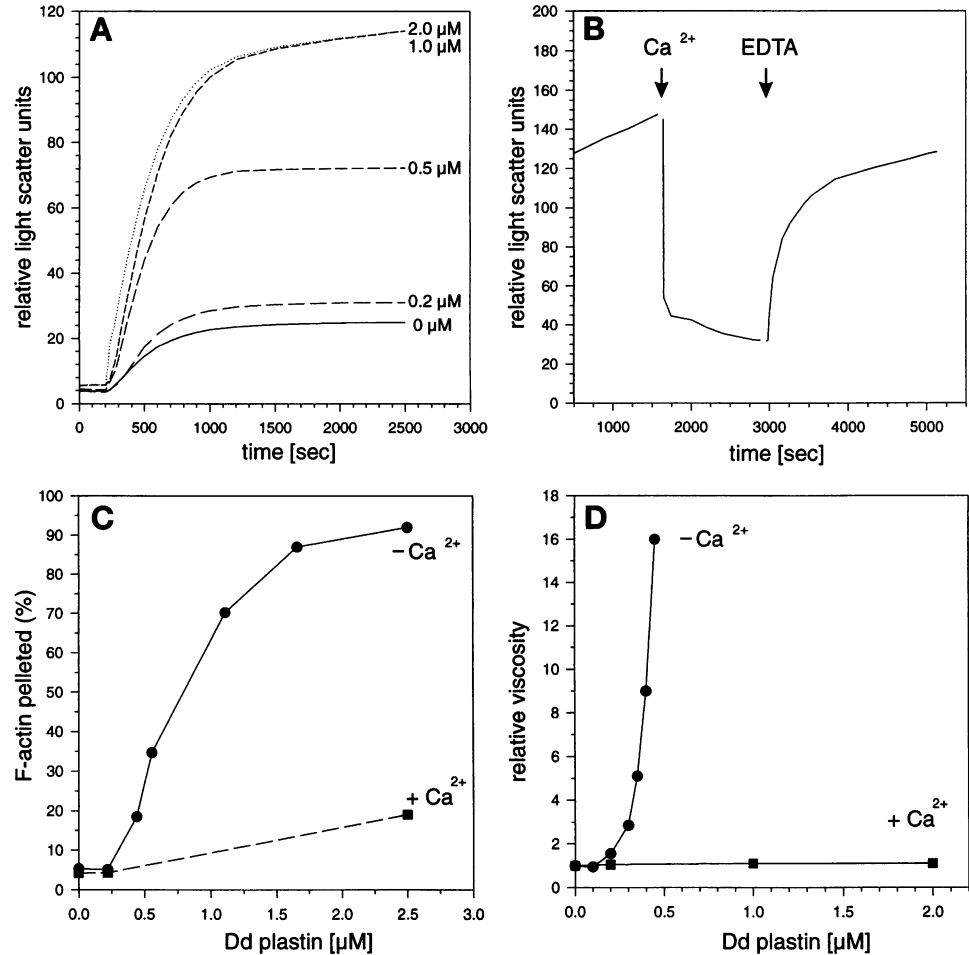 A
120
100
80
60
40
20
0
relative light scatter units
2.0 µM
1.0 µM
0.5 µM
0.2 µM
0 µM
0 500 1000 1500 2000 2500 3000
time [sec]
B
200
180
160
140
120
100
80
60
40
20
0
relative light scatter units
Ca 2+
EDTA
1000 2000 3000 4000 5000
time [sec]
C
100
90
80
70
60
50
40
30
20
10
0
F-actin pelleted (%)
−Ca 2+
+ Ca2+
0.0 0.5 1.0 1.5 2.0 2.5 3.0
Dd plastin [µM]
D
18
16
14
12
10
8
6
4
2
0
relative viscosity
−Ca 2+
+ Ca2+
0.0 0.5 1.0 1.5 2.0
Dd plastin [µM]